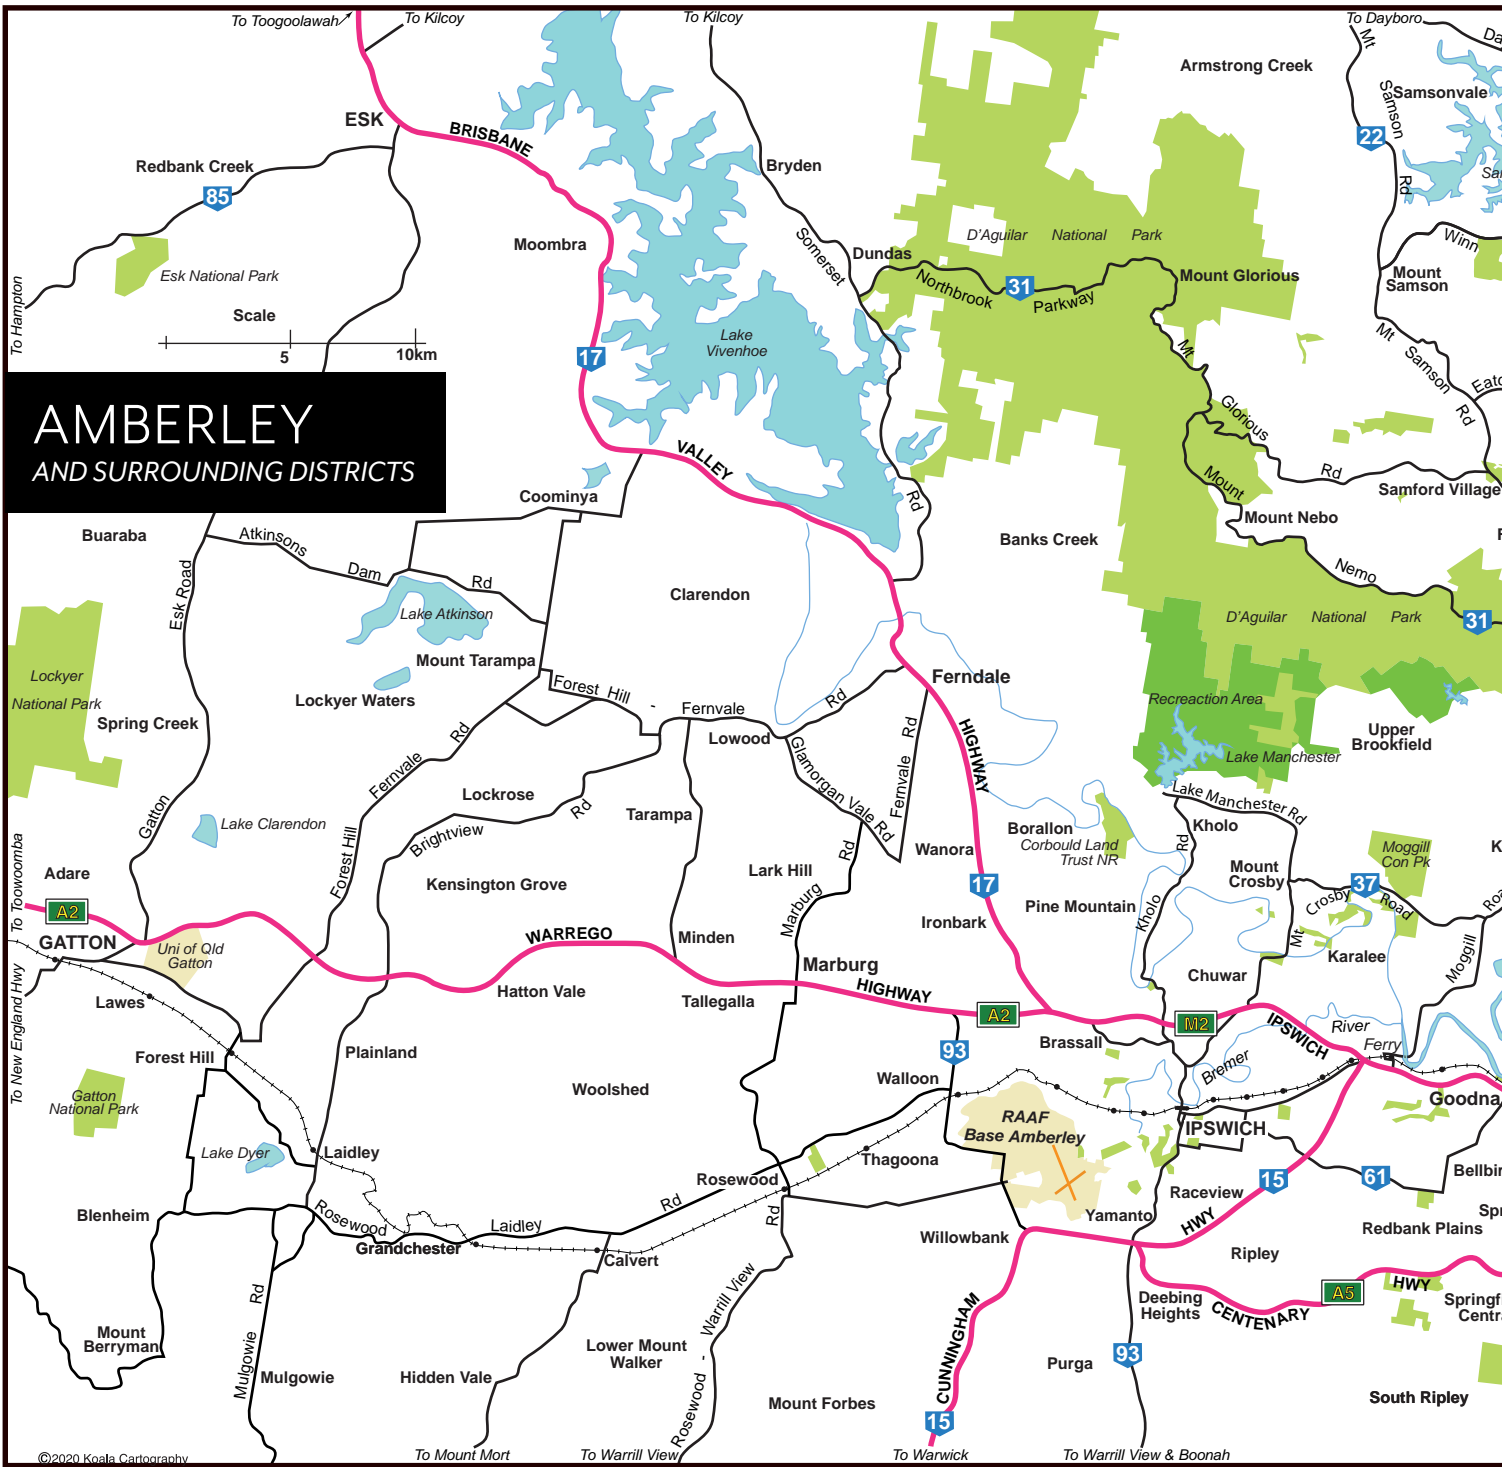 To Toogoolawah
To Kilcoy
To Kilcoy
To Dayboro
Mt
Samson
Rd
Armstrong Creek
Samsonvale
22
ESK
BRISBANE
Redbank Creek
85
Bryden
Moombra
Somerset
Dundas
D'Aguilar National Park
Winn
Esk National Park
Northbrook
31
Parkway
Mount Glorious
Mount
Samson
To Hampton
Scale
5
10km
17
Lake
Vivenhoe
Mt
Samson
Rd
Mt
Glorious
Rd
AMBERLEY
AND SURROUNDING DISTRICTS
VALLEY
Coominya
Rd
Mount
Samford Village
Mount Nebo
Buaraba
Atkinsons
Dam
Rd
Banks Creek
Nemo
Esk Road
Clarendon
Lake Atkinson
D'Aguilar National Park
31
Mount Tarampa
Lockyer
National Park
Lockyer Waters
Forest Hill
-
Fernvale
Rd
Ferndale
Recreaction Area
Spring Creek
Lowood
Upper
Brookfield
HIGHWAY
Lake Manchester
Fernvale
Rd
Forest Hill
Lockrose
Glamorgan Vale Rd
Fernvale
Rd
Lake Manchester Rd
Gatton
Lake Clarendon
Brightview
Rd
Tarampa
Borallon
Corbould Land
Trust NR
Kholo
Rd
Kholo
Wanora
Moggill
Con Pk
To Toowoomba
Adare
Kensington Grove
Lark Hill
Rd
Marburg
Mount
Crosby
37
Crosby
Road
Mt
A2
17
Ironbark
Pine Mountain
GATTON
Uni of Qld
Gatton
WARREGO
Minden
Karalee
Moggill
Marburg
Chuwar
Lawes
Hatton Vale
Tallegalla
HIGHWAY
A2
M2
IPSWICH
River
Ferry
To New England Hwy
Forest Hill
Plainland
93
Brassall
Bremer
Walloon
Woolshed
Gatton
National Park
RAAF
Base Amberley
IPSWICH
Goodna
Lake Dyer
Laidley
Thagoona
Rosewood
Rd
15
61
Raceview
Blenheim
Rosewood
Laidley
Rd
Yamanto
HWY
Redbank Plains
Grandchester
Willowbank
Calvert
Ripley
Rd
Mulgowie
Warrill View
-
Rosewood
Deebing
Heights
CENTENARY
A5
HWY
Mount
Berryman
Lower Mount
Walker
CUNNINGHAM
93
Purga
Mulgowie
Hidden Vale
Mount Forbes
South Ripley
15
©2020 Koala Cartography
To Mount Mort
To Warrill View
To Warwick
To Warrill View & Boonah